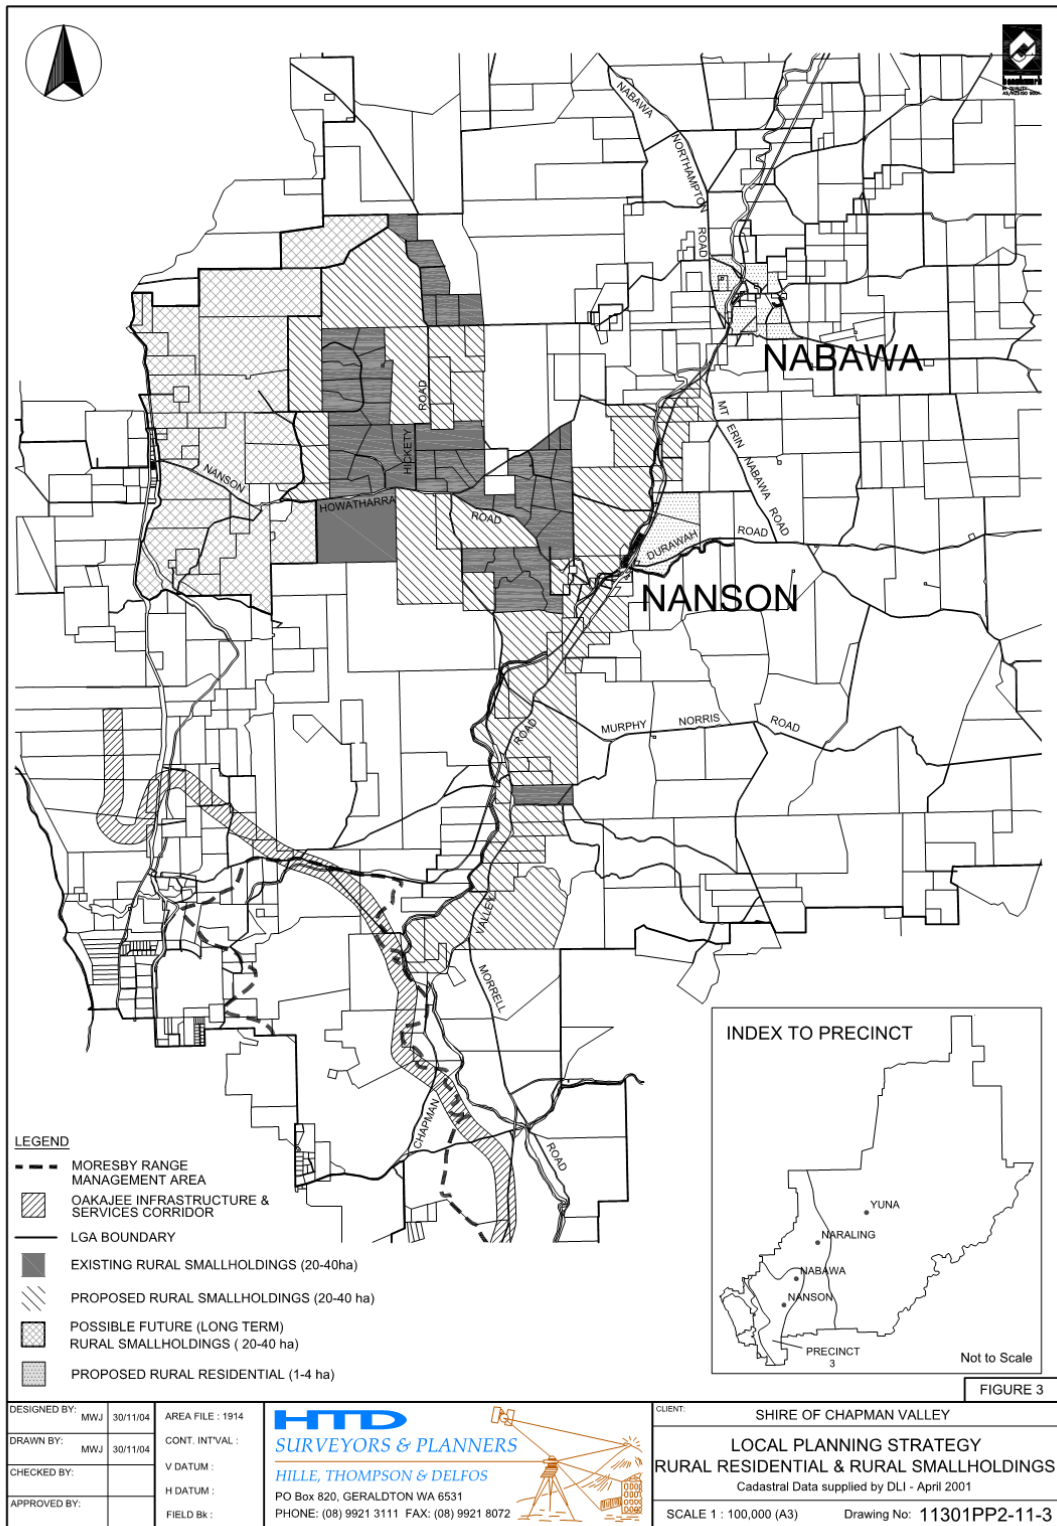 NABAWA
NORTHAMPTON
ROAD
NABAWA
MT
ERIN
NABAWA
ROAD
ROAD
HICKETY
NANSON
HOWATHARRA
ROAD
DURAWAH
ROAD
NANSON
MURPHY
NORRIS
ROAD
ROAD
VALLEY
MORRELL
CHAPMAN
ROAD
INDEX TO PRECINCT
YUNA
NARALING
NABAWA
NANSON
PRECINCT
3
Not to Scale
LEGEND
MORESBY RANGE
MANAGEMENT AREA
OAKAJEE INFRASTRUCTURE &
SERVICES CORRIDOR
LGA BOUNDARY
EXISTING RURAL SMALLHOLDINGS (20-40ha)
PROPOSED RURAL SMALLHOLDINGS (20-40 ha)
POSSIBLE FUTURE (LONG TERM)
RURAL SMALLHOLDINGS ( 20-40 ha)
PROPOSED RURAL RESIDENTIAL (1-4 ha)
FIGURE 3
DESIGNED BY: MWJ 30/11/04
DRAWN BY: MWJ 30/11/04
CHECKED BY:
APPROVED BY:
AREA FILE : 1914
CONT. INT'VAL :
V DATUM :
H DATUM :
FIELD Bk :
HTD
SURVEYORS & PLANNERS
HILLE, THOMPSON & DELFOS
PO Box 820, GERALDTON WA 6531
PHONE: (08) 9921 3111 FAX: (08) 9921 8072
CLIENT:
SHIRE OF CHAPMAN VALLEY
LOCAL PLANNING STRATEGY
RURAL RESIDENTIAL & RURAL SMALLHOLDINGS
Cadastral Data supplied by DLI - April 2001
SCALE 1 : 100,000 (A3)
Drawing No: 11301PP2-11-3